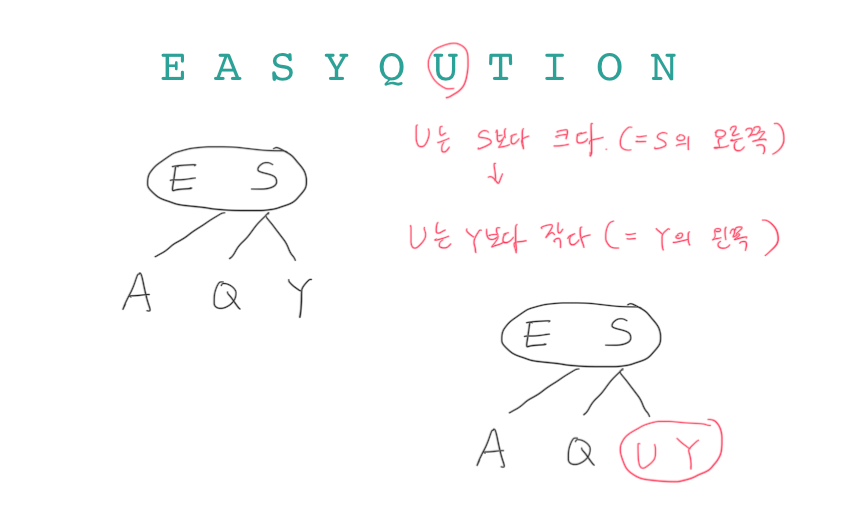 E A S Y Q U T I O N
U는 S보다 크다. (=S의 오른쪽)
↓
U는 Y보다 작다 (= Y의 왼쪽)
E S
A Q Y
E S
A Q U Y